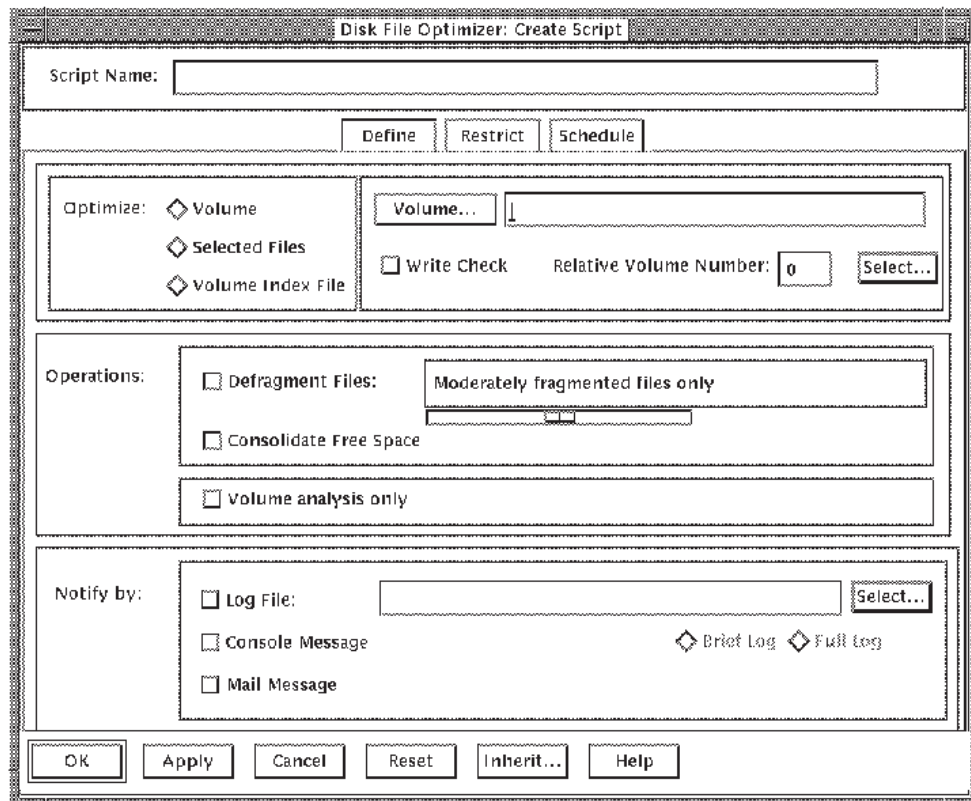 Disk File Optimizer: Create Script
Script Name:
Define Restrict Schedule
Optimize: Volume
Selected Files
Volume Index File
Volume...
Write Check Relative Volume Number: 0 Select...
Operations:
Defragment Files: Moderately fragmented files only
Consolidate Free Space
Volume analysis only
Notify by:
Log File: Select...
Console Message Brief Log Full Log
Mail Message
OK Apply Cancel Reset Inherit... Help